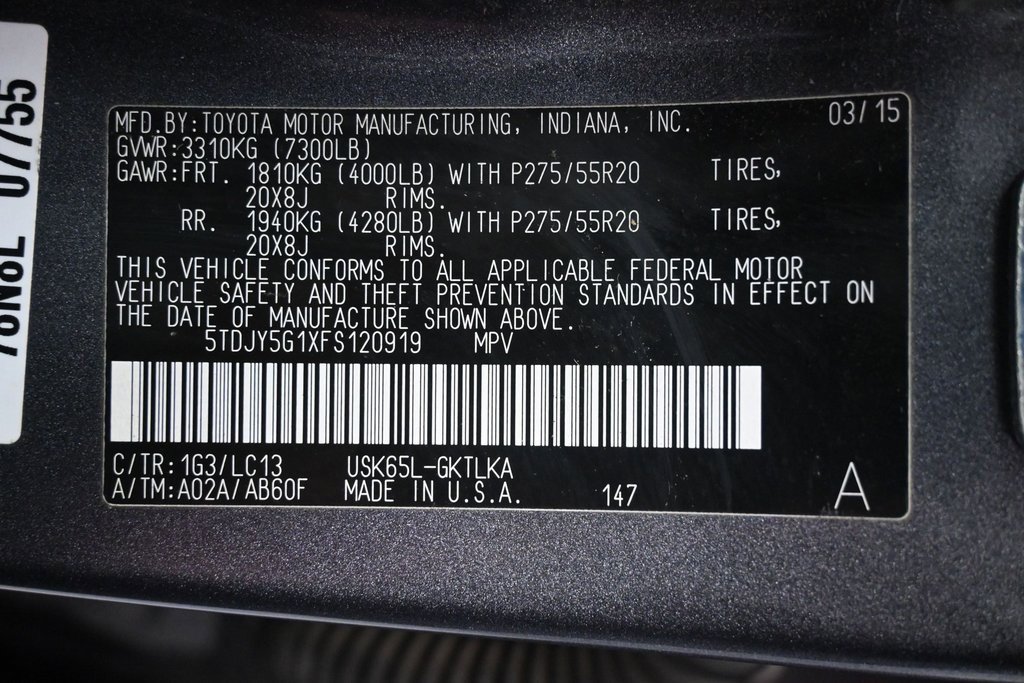 MFD.BY:TOYOTA MOTOR MANUFACTURING, INDIANA, INC. 03/15
GVWR:3310KG (7300LB)
GAWR:FRT. 1810KG (4000LB) WITH P275/55R20 TIRES,
20X8J RIMS.
RR. 1940KG (4280LB) WITH P275/55R20 TIRES,
20X8J RIMS.
THIS VEHICLE CONFORMS TO ALL APPLICABLE FEDERAL MOTOR
VEHICLE SAFETY AND THEFT PREVENTION STANDARDS IN EFFECT ON
THE DATE OF MANUFACTURE SHOWN ABOVE.
5TDJY5G1XFS120919 MPV
C/TR:1G3/LC13 USK65L-GKTLKA
A/TM:A02A/AB60F MADE IN U.S.A. 147 A